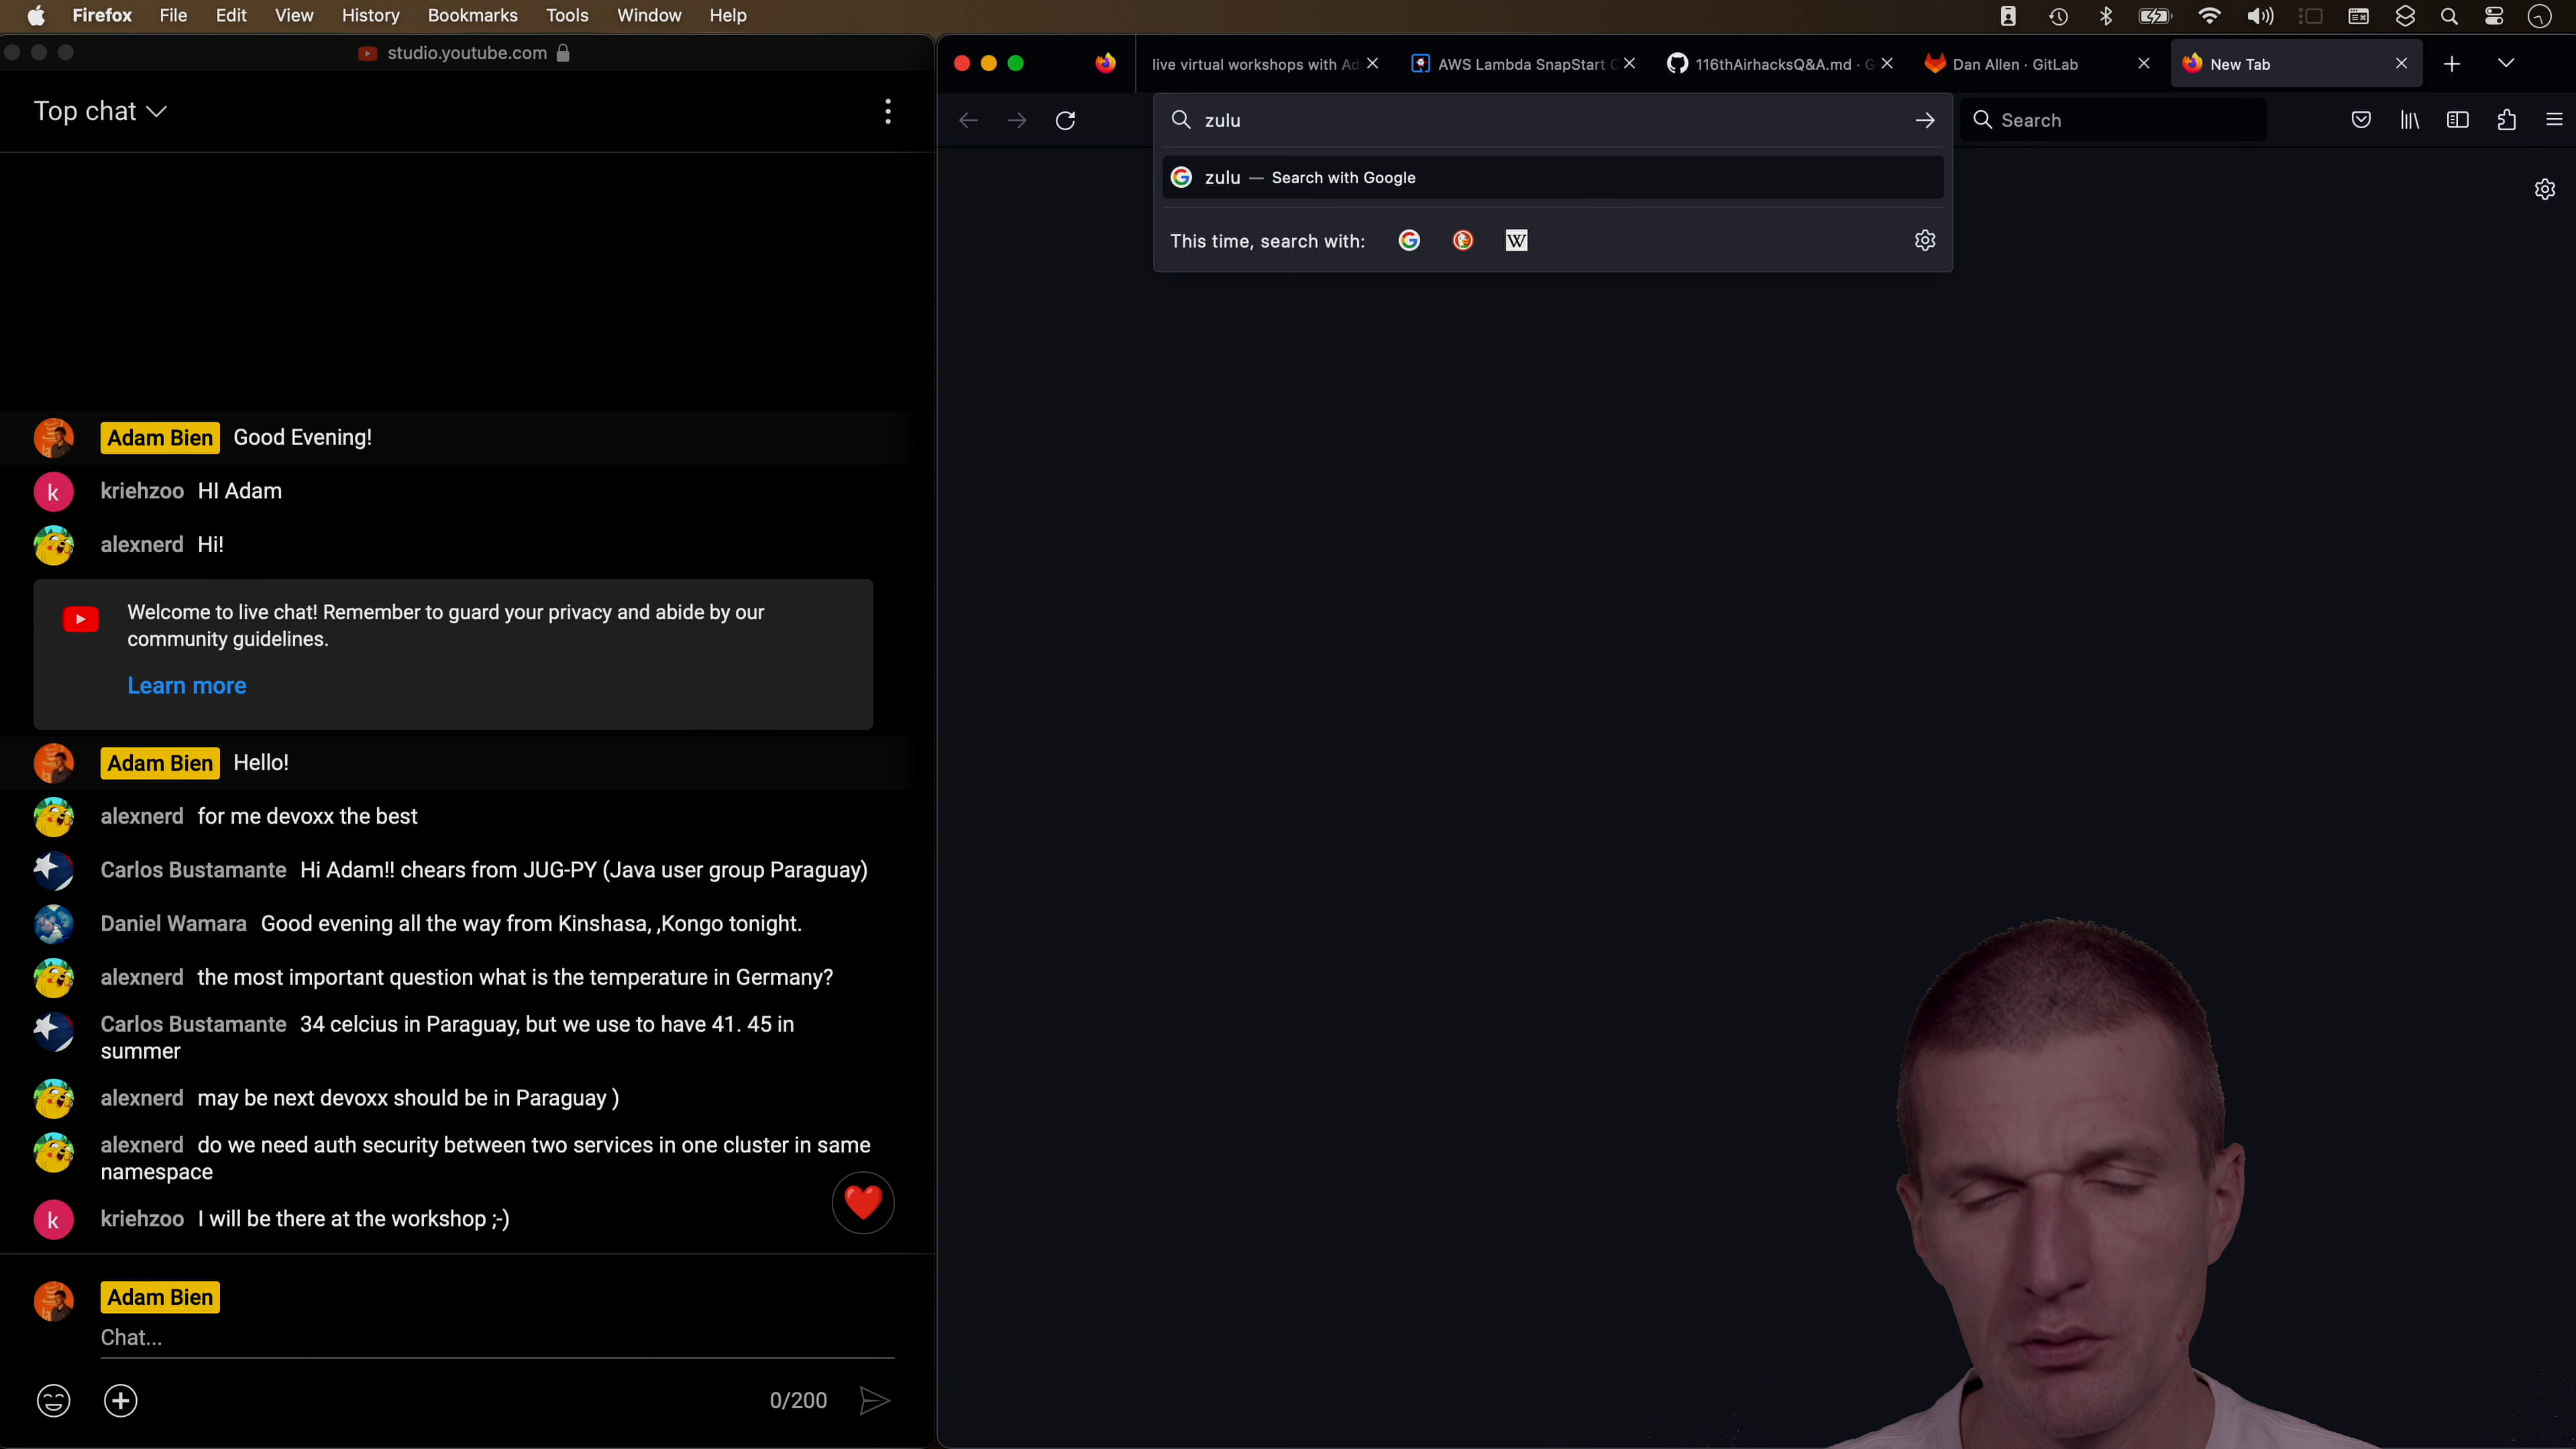 Firefox File Edit View History Bookmarks Tools Window Help
studio.youtube.com
Top chat
Adam Bien Good Evening!
k kriehzoo HI Adam
alexnerd Hi!
Welcome to live chat! Remember to guard your privacy and abide by our
community guidelines.
Learn more
Adam Bien Hello!
alexnerd for me devoxx the best
Carlos Bustamante Hi Adam!! chears from JUG-PY (Java user group Paraguay)
Daniel Wamara Good evening all the way from Kinshasa, ,Kongo tonight.
alexnerd the most important question what is the temperature in Germany?
Carlos Bustamante 34 celcius in Paraguay, but we use to have 41. 45 in
summer
alexnerd may be next devoxx should be in Paraguay )
alexnerd do we need auth security between two services in one cluster in same
namespace
k kriehzoo I will be there at the workshop ;-)
Adam Bien
Chat...
0/200
live virtual workshops with Ad
AWS Lambda SnapStart C
116thAirhacksQ&A.md · G
Dan Allen · GitLab
New Tab
zulu
Search
zulu — Search with Google
This time, search with: G W